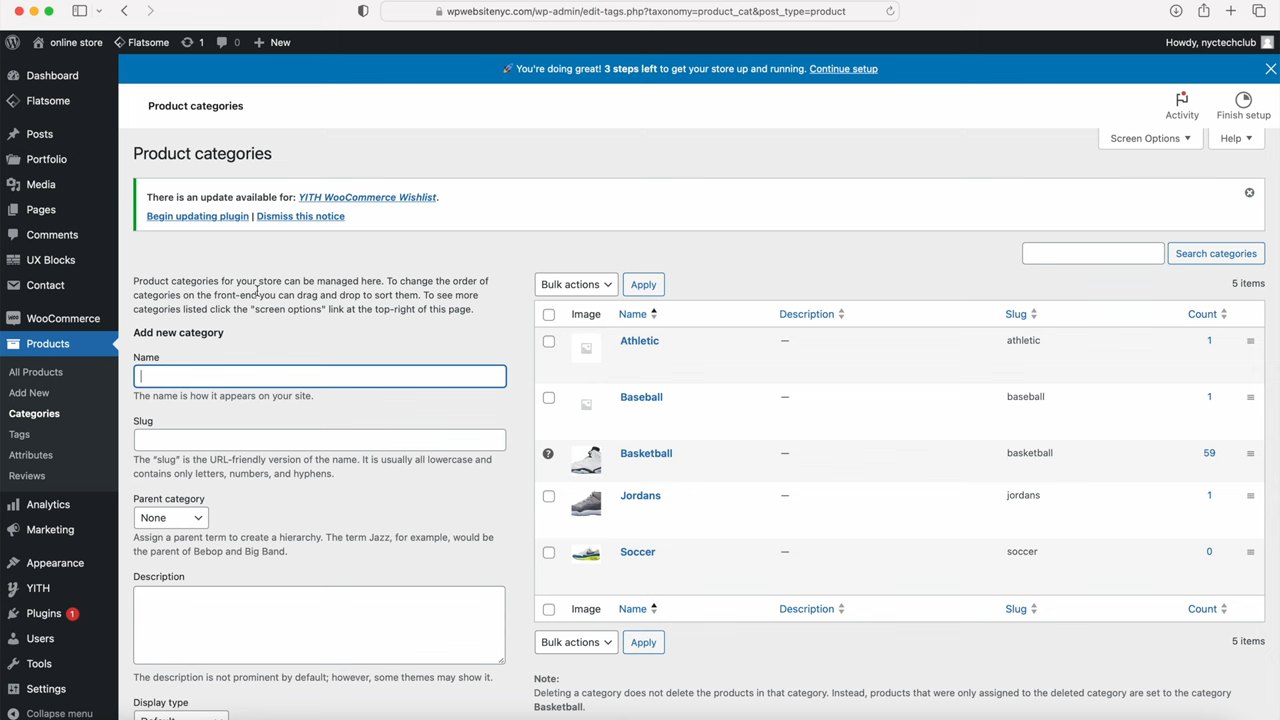 wpwebsitenyc.com/wp-admin/edit-tags.php?taxonomy=product_cat&post_type=product
online store
Flatsome
1
0
New
Howdy, nyctechclub
🚀 You're doing great! 3 steps left to get your store up and running. Continue setup
Dashboard
Flatsome
Posts
Portfolio
Media
Pages
Comments
UX Blocks
Contact
WooCommerce
Products
All Products
Add New
Categories
Tags
Attributes
Reviews
Analytics
Marketing
Appearance
YITH
Plugins 1
Users
Tools
Settings
Collapse menu
Product categories
Activity
Finish setup
Screen Options
Help
Product categories
There is an update available for: YITH WooCommerce Wishlist.
Begin updating plugin | Dismiss this notice
Search categories
Product categories for your store can be managed here. To change the order of
categories on the front-end you can drag and drop to sort them. To see more
categories listed click the "screen options" link at the top-right of this page.
Add new category
Name
The name is how it appears on your site.
Slug
The “slug” is the URL-friendly version of the name. It is usually all lowercase and
contains only letters, numbers, and hyphens.
Parent category
None
Assign a parent term to create a hierarchy. The term Jazz, for example, would be
the parent of Bebop and Big Band.
Description
The description is not prominent by default; however, some themes may show it.
Display type
Bulk actions
Apply
5 items
Image Name Description Slug Count
Athletic — athletic 1
Baseball — baseball 1
Basketball — basketball 59
Jordans — jordans 1
Soccer — soccer 0
Image Name Description Slug Count
Bulk actions
Apply
5 items
Note:
Deleting a category does not delete the products in that category. Instead, products that were only assigned to the deleted category are set to the category
Basketball.